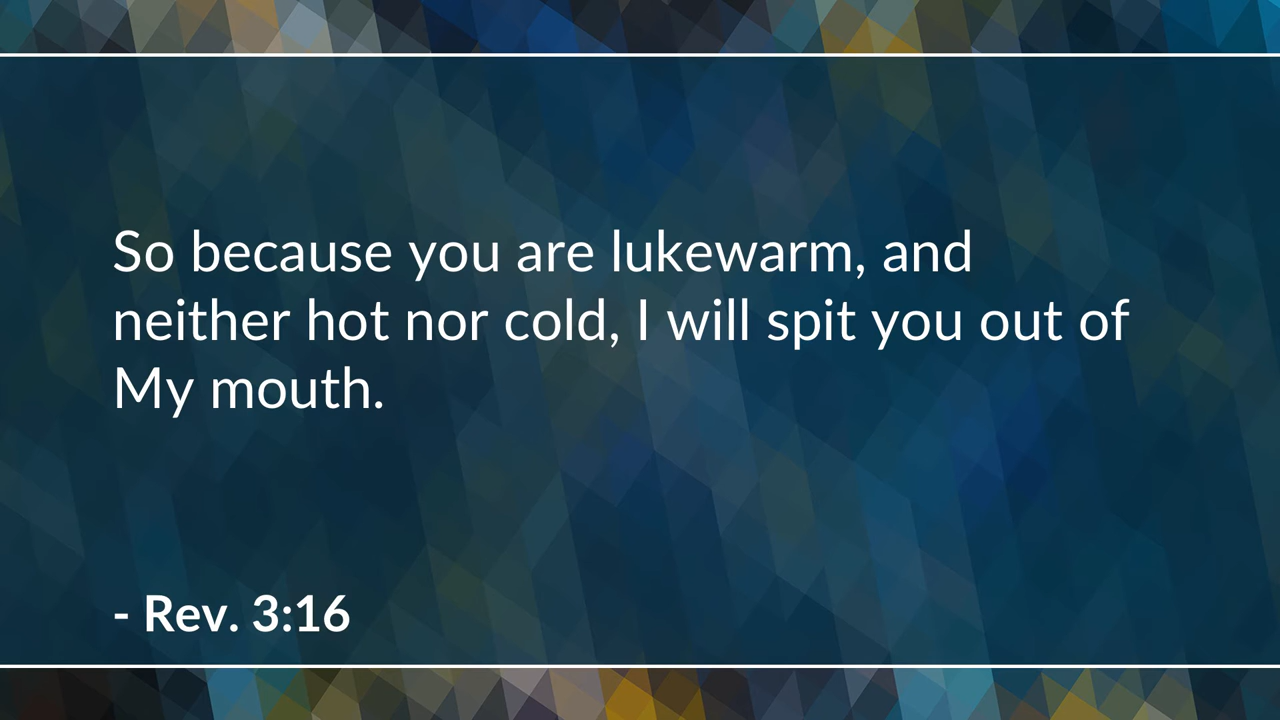 So because you are lukewarm, and
neither hot nor cold, I will spit you out of
My mouth.
- Rev. 3:16